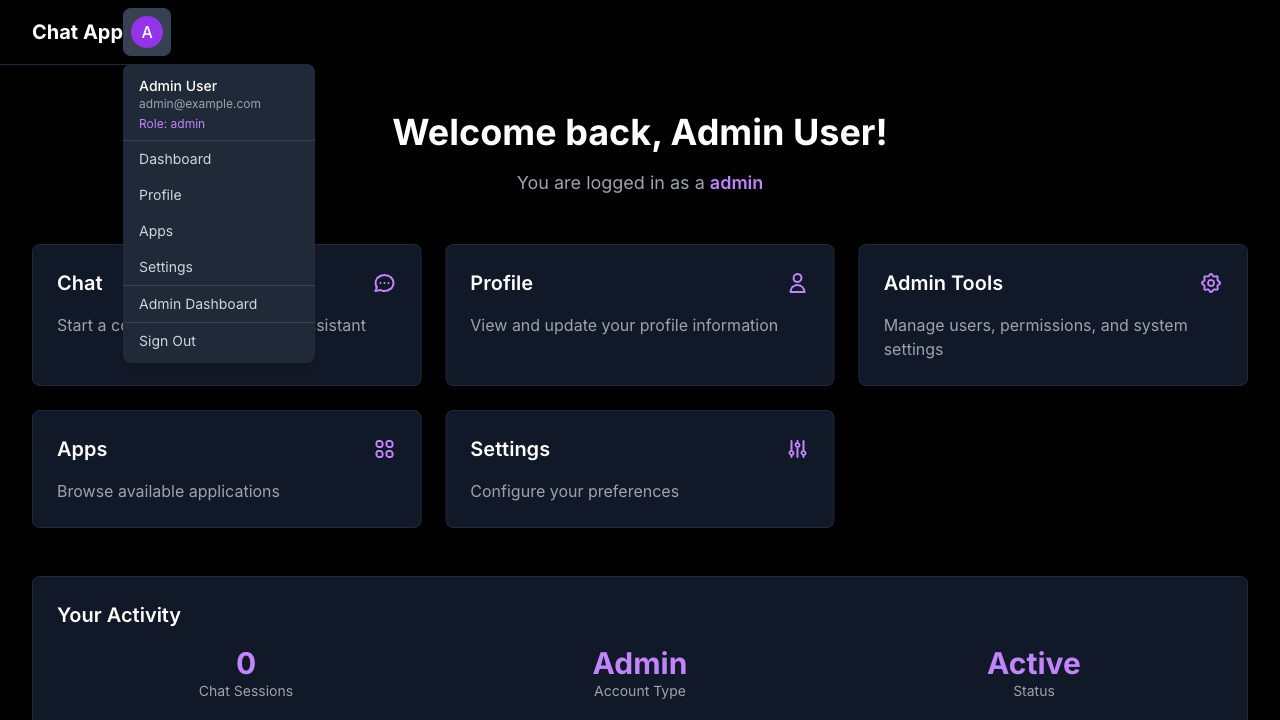 Chat App
A
Admin User
admin@example.com
Role: admin
Dashboard
Profile
Apps
Settings
Admin Dashboard
Sign Out
Welcome back, Admin User!
You are logged in as a admin
Chat
Start a
Profile
View and update your profile information
Admin Tools
Manage users, permissions, and system
settings
Apps
Browse available applications
Settings
Configure your preferences
Your Activity
0
Chat Sessions
Admin
Account Type
Active
Status